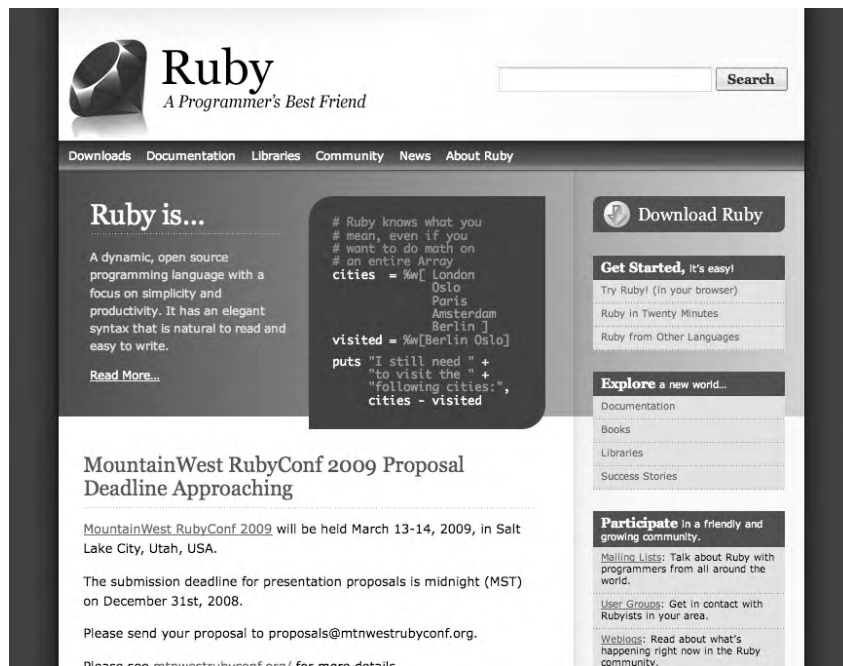 Ruby
A Programmer's Best Friend
Search
Downloads Documentation Libraries Community News About Ruby
Ruby is...
A dynamic, open source
programming language with a
focus on simplicity and
productivity. It has an elegant
syntax that is natural to read and
easy to write.
Read More...
# Ruby knows what you
# mean, even if you
# want to do math on
# an entire Array
cities = %w[ London
Oslo
Paris
Amsterdam
Berlin ]
visited = %w[Berlin Oslo]
puts "I still need " +
"to visit the " +
"following cities:",
cities - visited
MountainWest RubyConf 2009 Proposal
Deadline Approaching
MountainWest RubyConf 2009 will be held March 13-14, 2009, in Salt
Lake City, Utah, USA.
The submission deadline for presentation proposals is midnight (MST)
on December 31st, 2008.
Please send your proposal to proposals@mtnwestrubyconf.org.
Please see mtnwestrubyconf.org/ for more details.
Download Ruby
Get Started, it's easy!
Try Ruby! (in your browser)
Ruby in Twenty Minutes
Ruby from Other Languages
Explore a new world...
Documentation
Books
Libraries
Success Stories
Participate in a friendly and
growing community.
Mailing Lists: Talk about Ruby with
programmers from all around the
world.
User Groups: Get in contact with
Rubyists in your area.
Weblogs: Read about what's
happening right now in the Ruby
community.